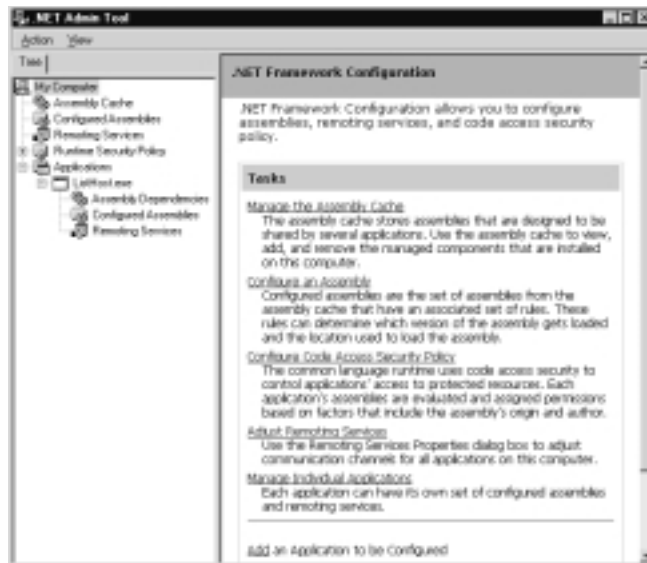 .NET Admin Tool
Action View
Tree
My Computer
Assembly Cache
Configured Assemblies
Remoting Services
Runtime Security Policy
Applications
ListHost.exe
Assembly Dependencies
Configured Assemblies
Remoting Services
.NET Framework Configuration
.NET Framework Configuration allows you to configure
assemblies, remoting services, and code access security
policy.
Tasks
Manage the Assembly Cache
The assembly cache stores assemblies that are designed to be
shared by several applications. Use the assembly cache to view,
add, and remove the managed components that are installed
on this computer.
Configure an Assembly
Configured assemblies are the set of assemblies from the
assembly cache that have an associated set of rules. These
rules can determine which version of the assembly gets loaded
and the location used to load the assembly.
Configure Code Access Security Policy
The common language runtime uses code access security to
control applications' access to protected resources. Each
application's assemblies are evaluated and assigned permissions
based on factors that include the assembly's origin and author.
Adjust Remoting Services
Use the Remoting Services Properties dialog box to adjust
communication channels for all applications on this computer.
Manage Individual Applications
Each application can have its own set of configured assemblies
and remoting services.
Add an Application to be Configured